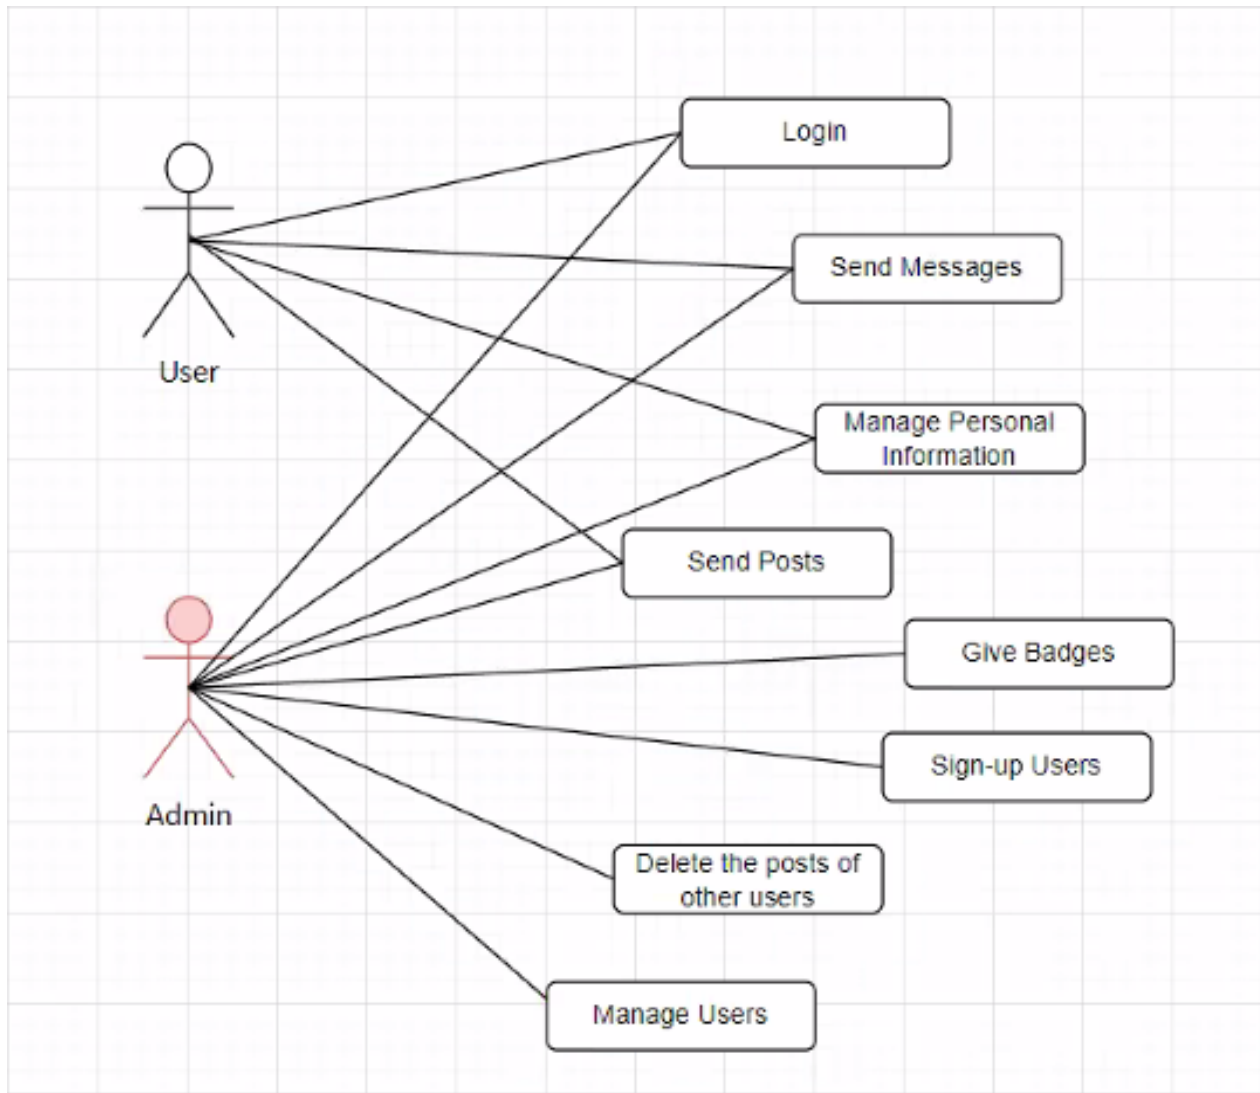 Login
Send Messages
User
Manage Personal
Information
Send Posts
Give Badges
Sign-up Users
Admin
Delete the posts of
other users
Manage Users